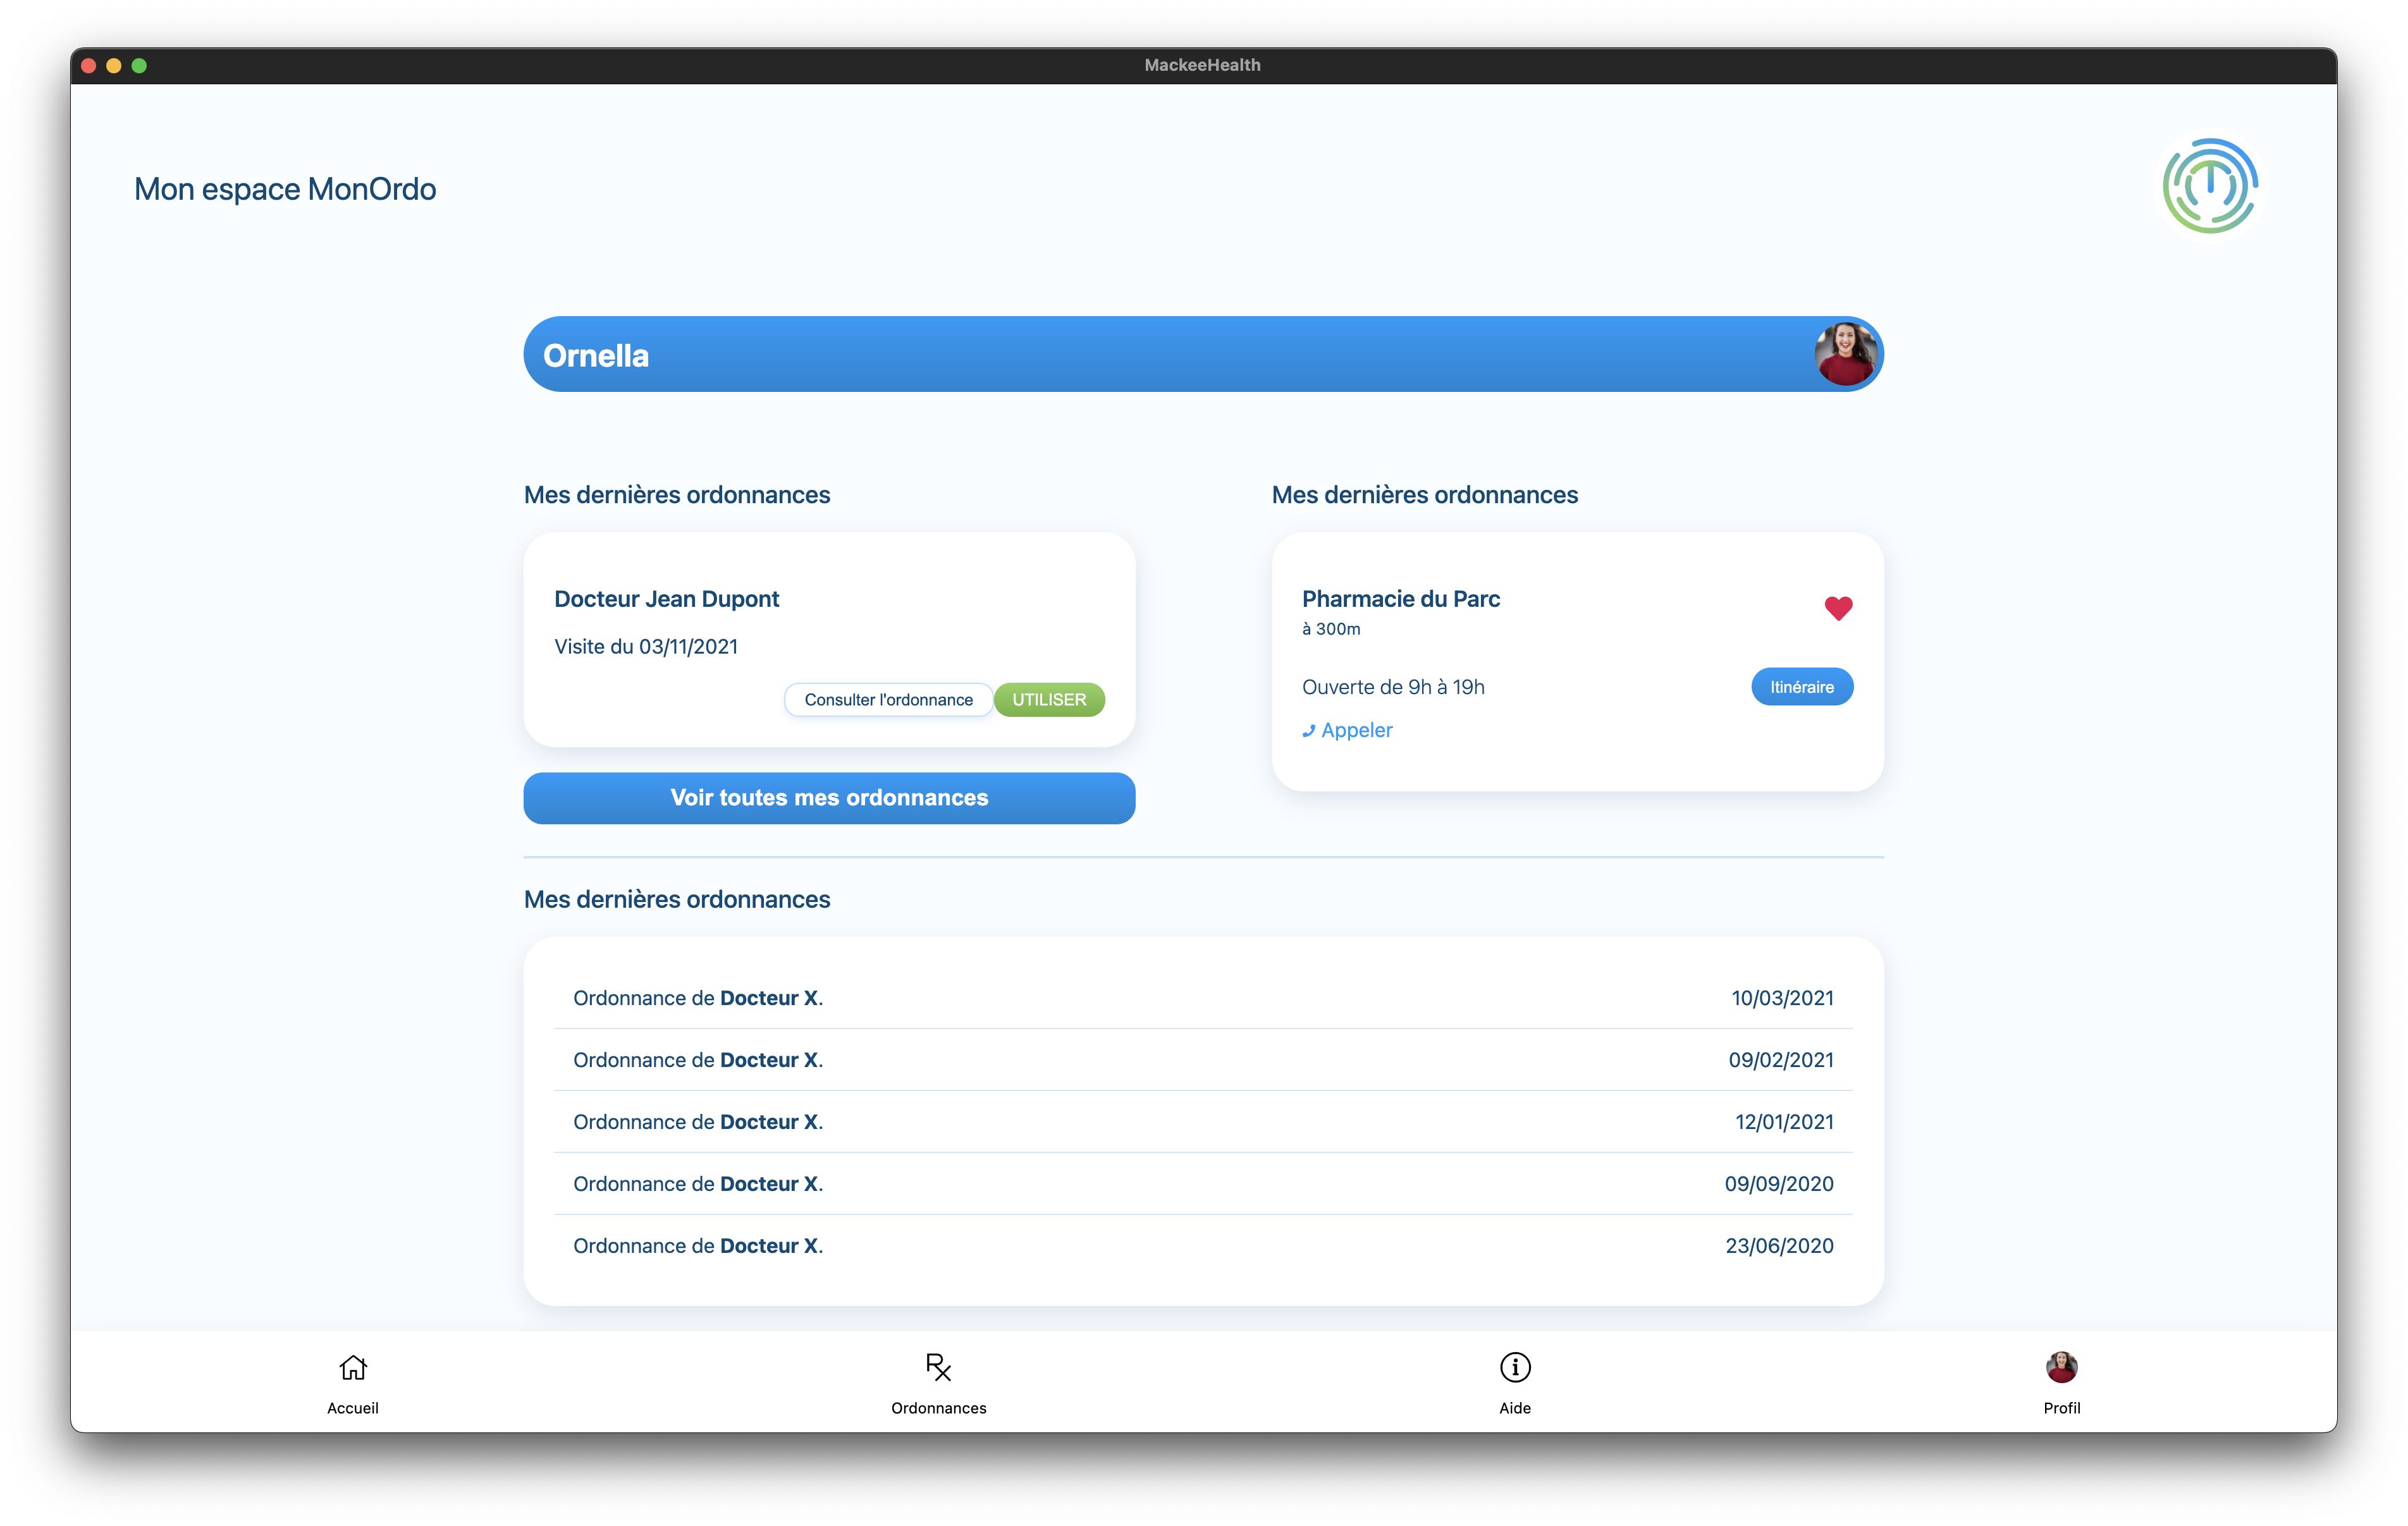 MackeeHealth
Mon espace MonOrdo
Ornella
Mes dernières ordonnances
Docteur Jean Dupont
Visite du 03/11/2021
Consulter l'ordonnance
UTILISER
Voir toutes mes ordonnances
Mes dernières ordonnances
Pharmacie du Parc
à 300m
Ouverte de 9h à 19h
Itinéraire
Appeler
Mes dernières ordonnances
Ordonnance de Docteur X. 10/03/2021
Ordonnance de Docteur X. 09/02/2021
Ordonnance de Docteur X. 12/01/2021
Ordonnance de Docteur X. 09/09/2020
Ordonnance de Docteur X. 23/06/2020
Accueil
Ordonnances
Aide
Profil